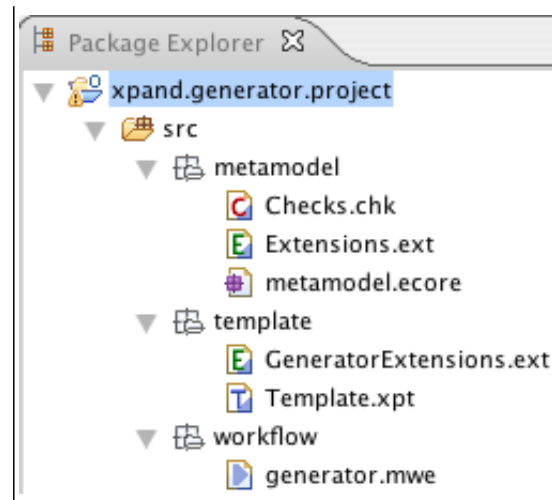 Package Explorer
xpand.generator.project
src
metamodel
Checks.chk
Extensions.ext
metamodel.ecore
template
GeneratorExtensions.ext
Template.xpt
workflow
generator.mwe